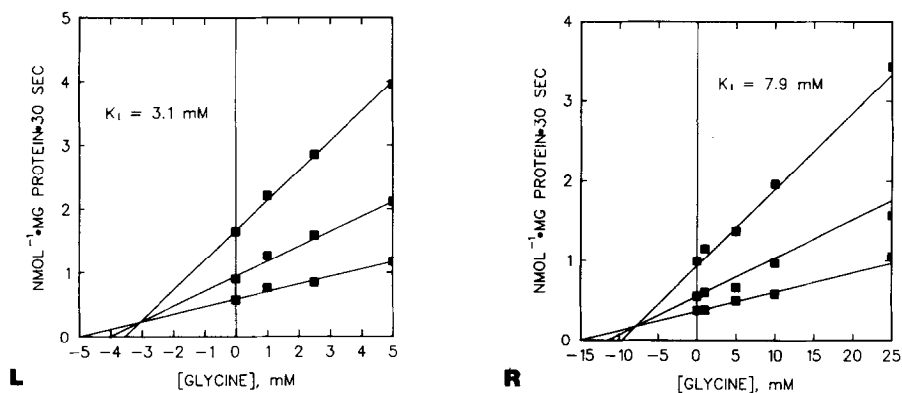 5
4
3
2
1
0
NMOL⁻¹•MG PROTEIN•30 SEC
K_I = 3.1 mM
−5 −4 −3 −2 −1 0 1 2 3 4 5
[GLYCINE], mM
L
4
3
2
1
0
NMOL⁻¹•MG PROTEIN•30 SEC
K_I = 7.9 mM
−15 −10 −5 0 5 10 15 20 25
[GLYCINE], mM
R